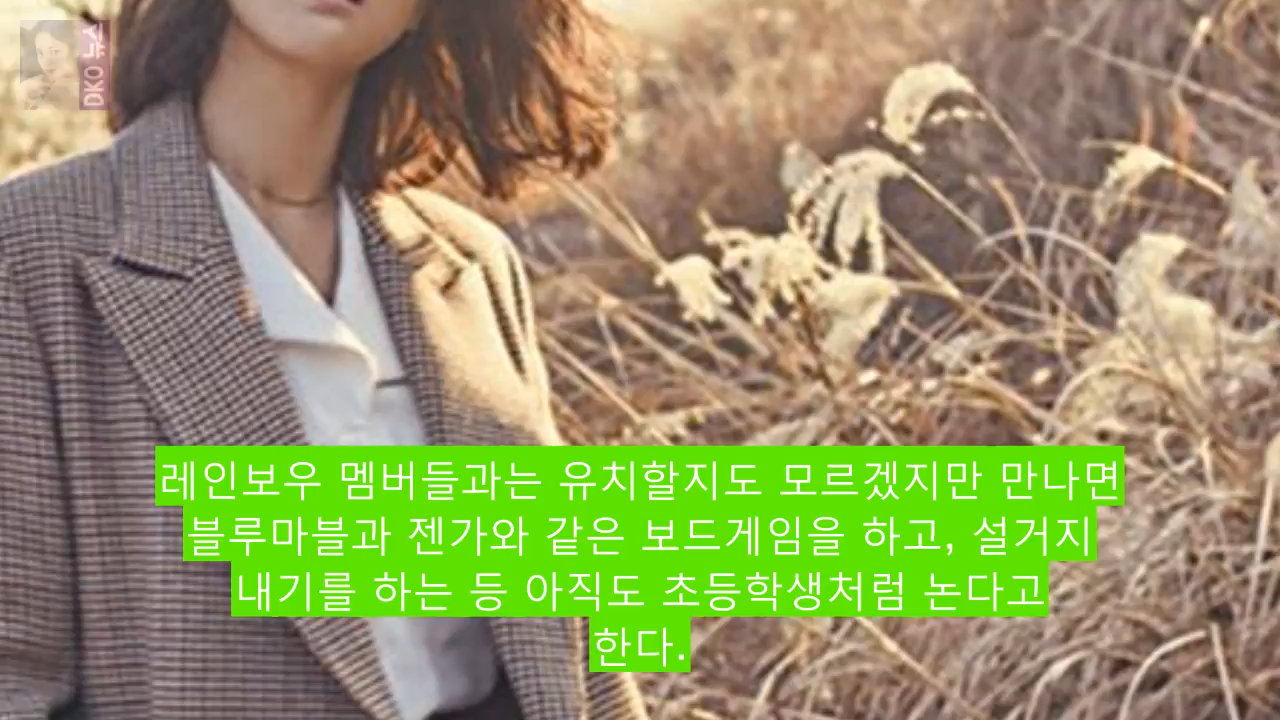 DKO 뉴스
레인보우 멤버들과는 유치할지도 모르겠지만 만나면
블루마블과 젠가와 같은 보드게임을 하고, 설거지
내기를 하는 등 아직도 초등학생처럼 논다고
한다.